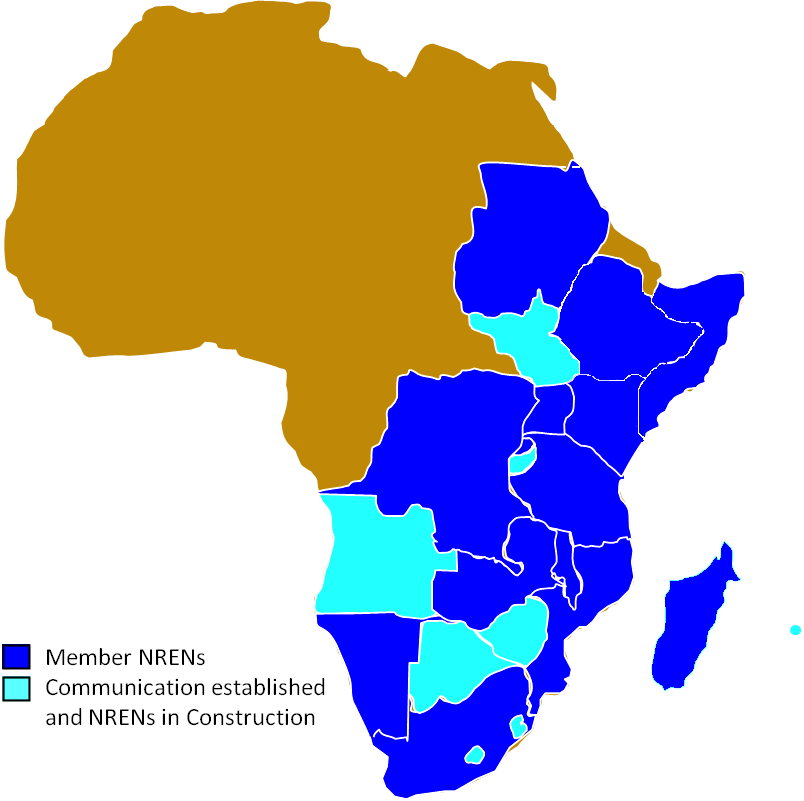 Member NRENs
Communication established
and NRENs in Construction